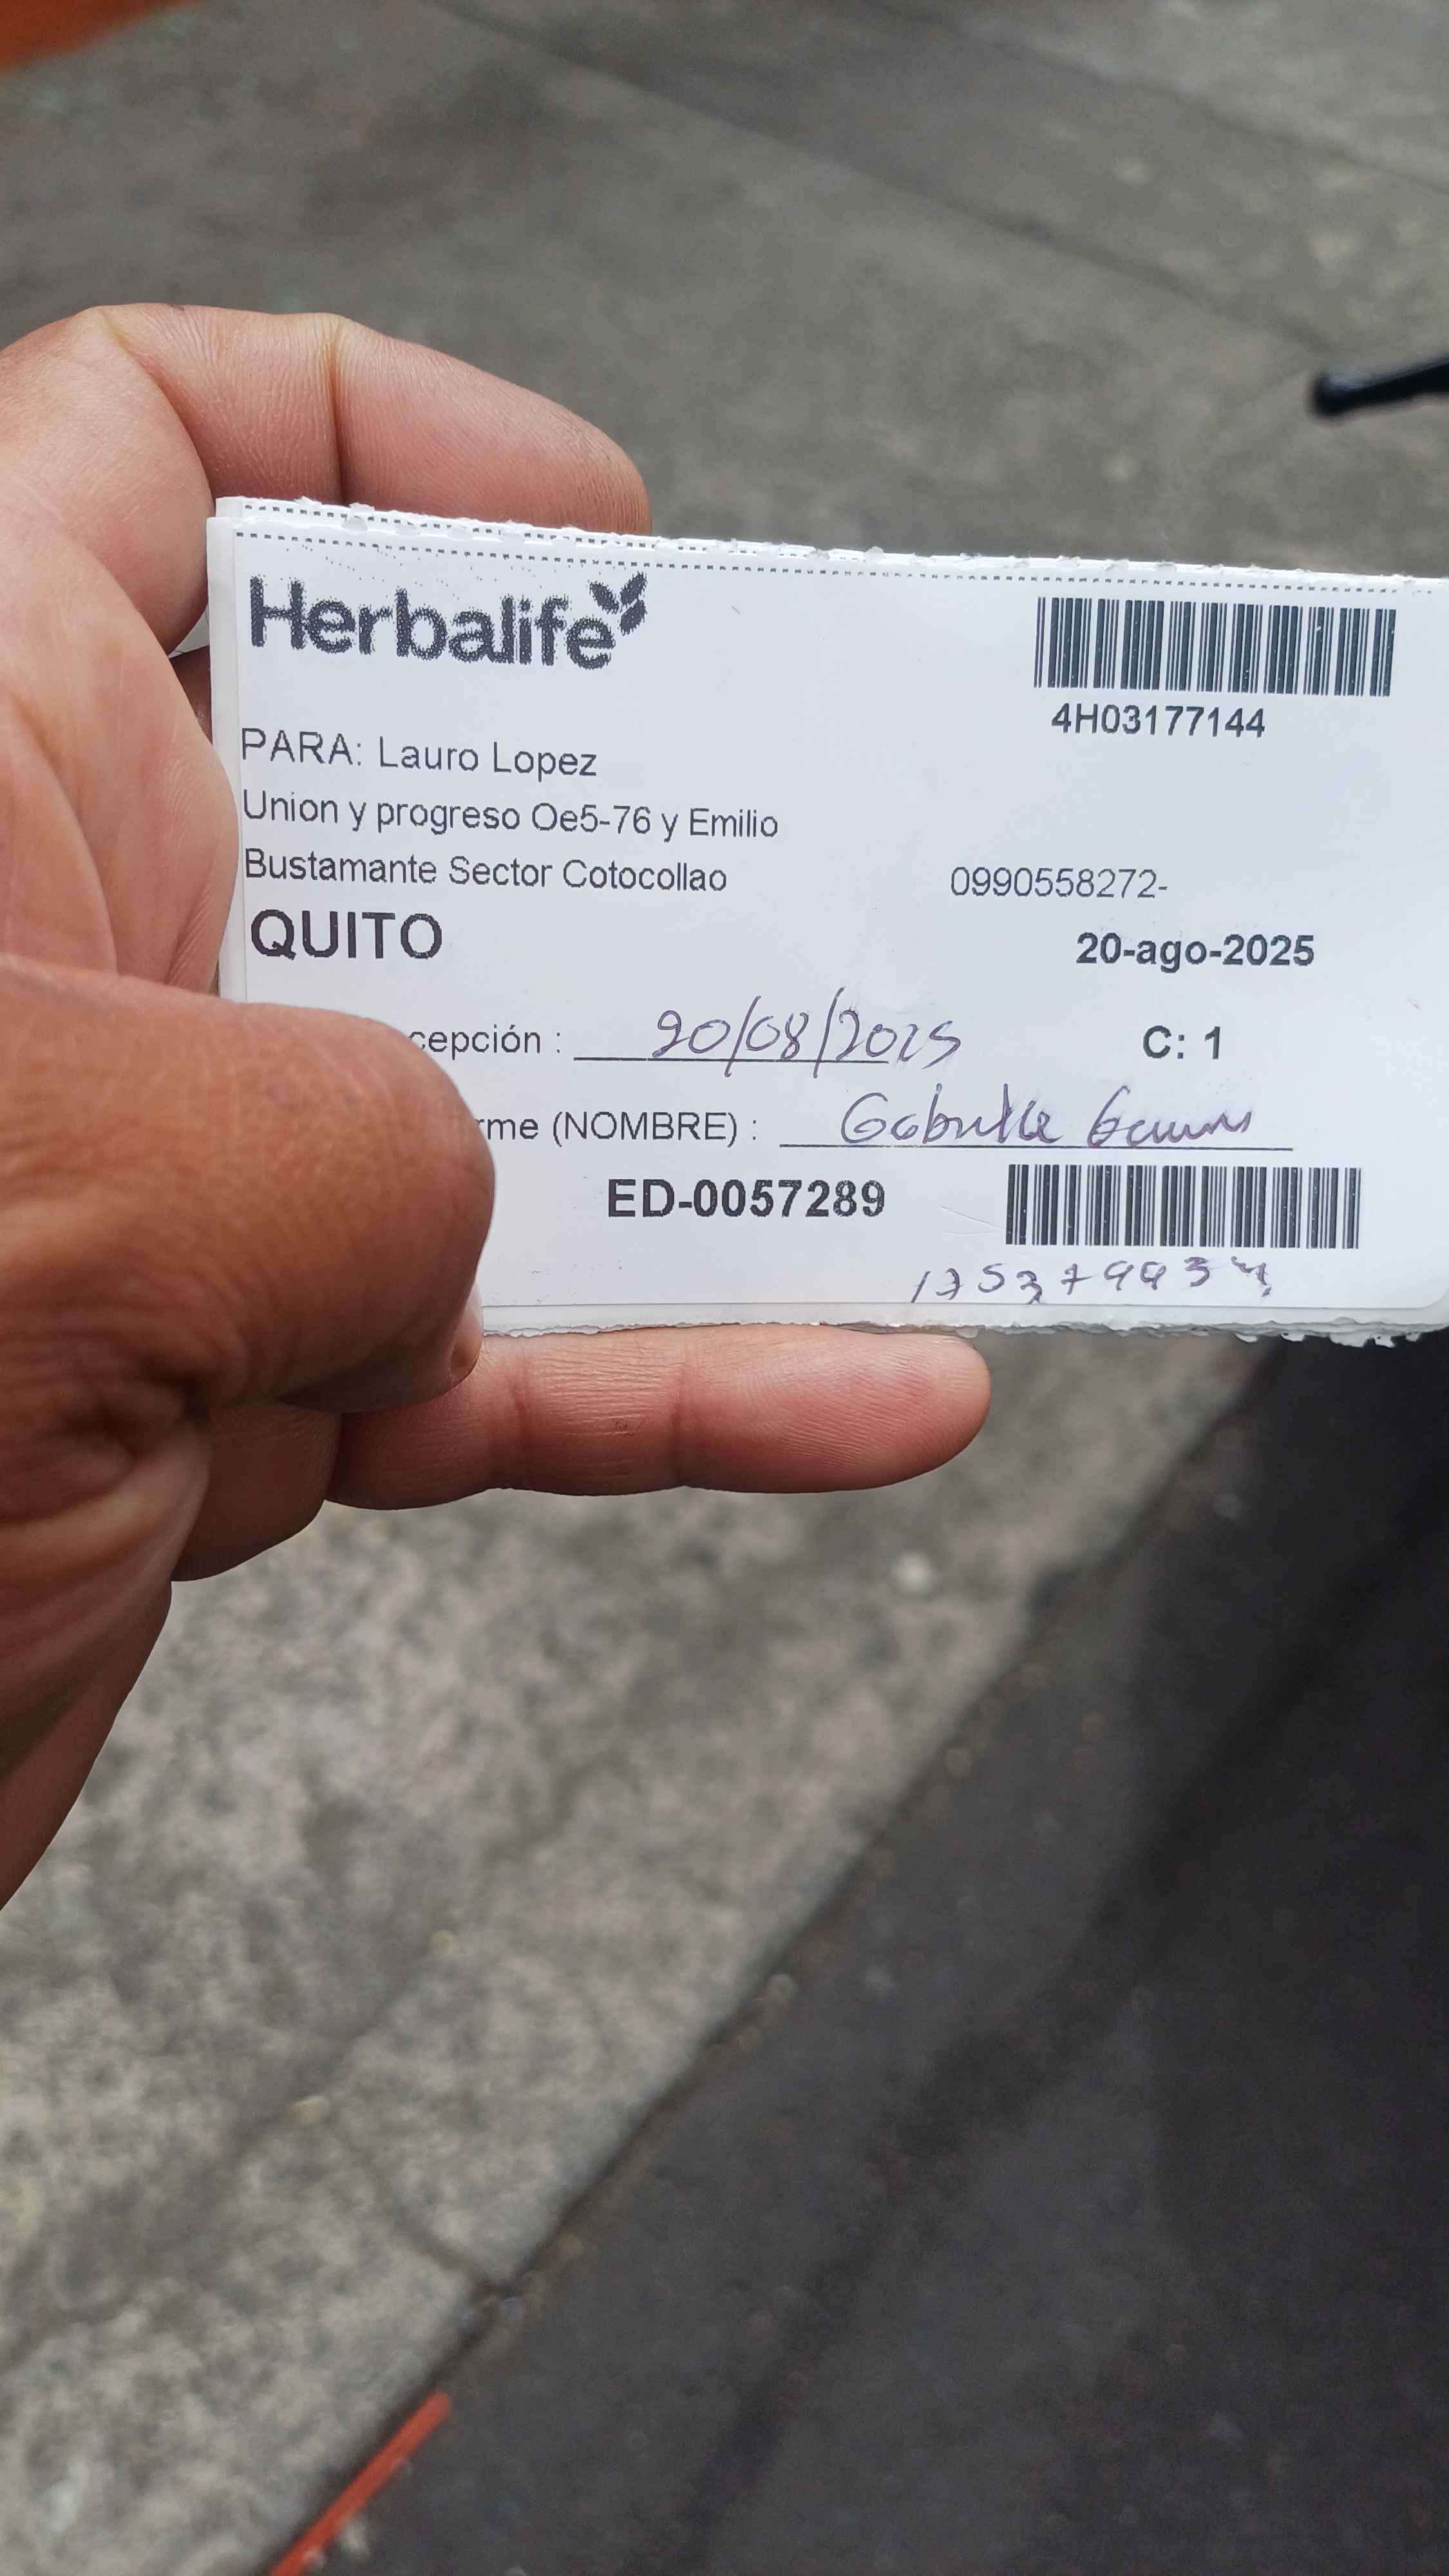 Herbalife
4H03177144
PARA: Lauro Lopez
Union y progreso Oe5-76 y Emilio
Bustamante Sector Cotocollao
0990558272-
QUITO
20-ago-2025
cepción : 20/08/2025
C: 1
rme (NOMBRE) :
ED-0057289